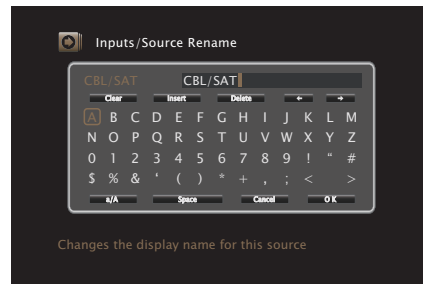 Inputs/Source Rename
CBL/SAT CBL/SAT
Clear Insert Delete ← →
A B C D E F G H I J K L M
N O P Q R S T U V W X Y Z
0 1 2 3 4 5 6 7 8 9 ! “ #
$ % & ‘ ( ) * + , ; < >
a/A Space Cancel OK
Changes the display name for this source